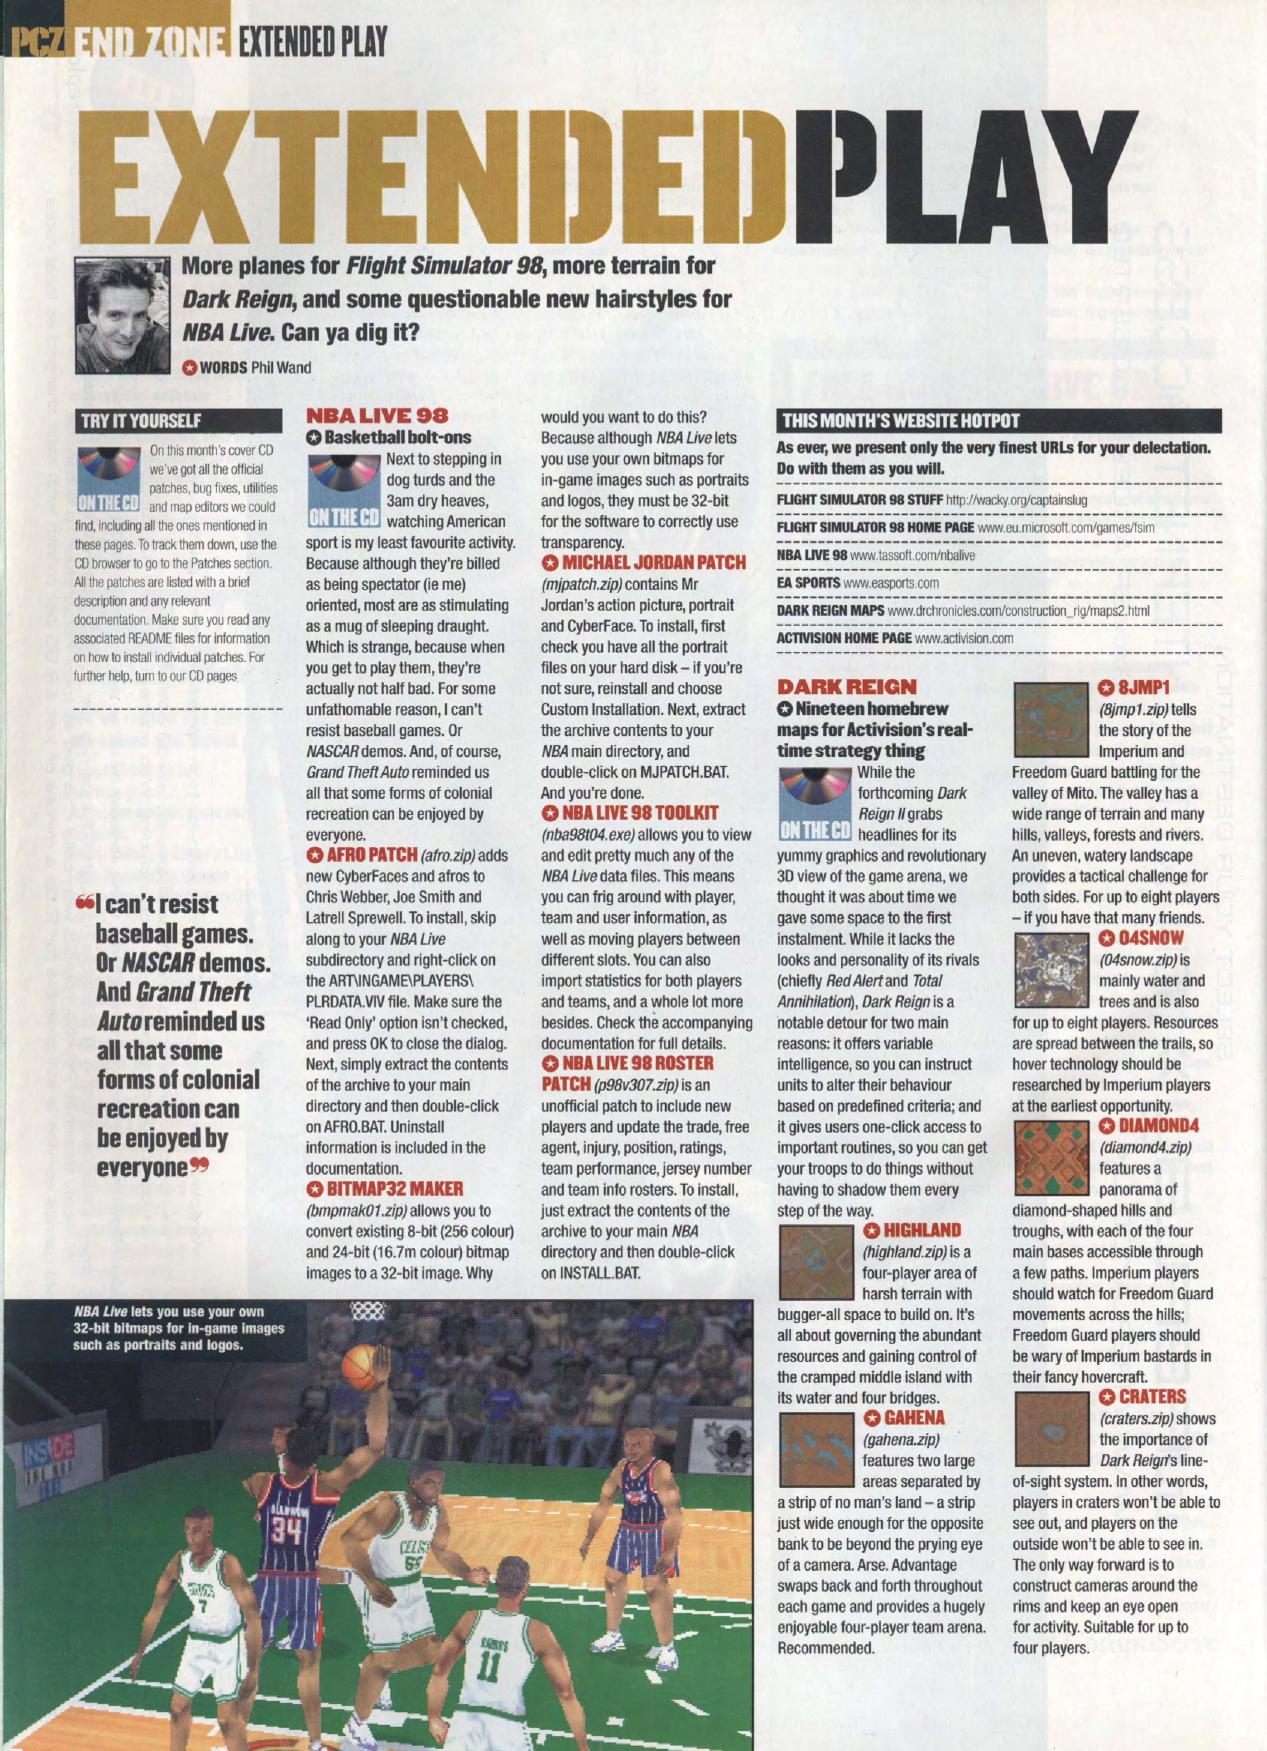 PCZ END ZONE EXTENDED PLAY
EXTENDEDPLAY
More planes for Flight Simulator 98, more terrain for
Dark Reign, and some questionable new hairstyles for
NBA Live. Can ya dig it?
WORDS Phil Wand
TRY IT YOURSELF
On this month's cover CD
we've got all the official
patches, bug fixes, utilities
ON THE CD and map editors we could
find, including all the ones mentioned in
these pages. To track them down, use the
CD browser to go to the Patches section.
All the patches are listed with a brief
description and any relevant
documentation. Make sure you read any
associated README files for information
on how to install individual patches. For
further help, turn to our CD pages
❝I can't resist
baseball games.
Or NASCAR demos.
And Grand Theft
Auto reminded us
all that some
forms of colonial
recreation can
be enjoyed by
everyone❞
NBA LIVE 98
Basketball bolt-ons
Next to stepping in
dog turds and the
3am dry heaves,
ON THE CD watching American
sport is my least favourite activity.
Because although they're billed
as being spectator (ie me)
oriented, most are as stimulating
as a mug of sleeping draught.
Which is strange, because when
you get to play them, they're
actually not half bad. For some
unfathomable reason, I can't
resist baseball games. Or
NASCAR demos. And, of course,
Grand Theft Auto reminded us
all that some forms of colonial
recreation can be enjoyed by
everyone.
AFRO PATCH (afro.zip) adds
new CyberFaces and afros to
Chris Webber, Joe Smith and
Latrell Sprewell. To install, skip
along to your NBA Live
subdirectory and right-click on
the ART\INGAME\PLAYERS\
PLRDATA.VIV file. Make sure the
'Read Only' option isn't checked,
and press OK to close the dialog.
Next, simply extract the contents
of the archive to your main
directory and then double-click
on AFRO.BAT. Uninstall
information is included in the
documentation.
BITMAP32 MAKER
(bmpmak01.zip) allows you to
convert existing 8-bit (256 colour)
and 24-bit (16.7m colour) bitmap
images to a 32-bit image. Why
would you want to do this?
Because although NBA Live lets
you use your own bitmaps for
in-game images such as portraits
and logos, they must be 32-bit
for the software to correctly use
transparency.
MICHAEL JORDAN PATCH
(mjpatch.zip) contains Mr
Jordan's action picture, portrait
and CyberFace. To install, first
check you have all the portrait
files on your hard disk – if you're
not sure, reinstall and choose
Custom Installation. Next, extract
the archive contents to your
NBA main directory, and
double-click on MJPATCH.BAT.
And you're done.
NBA LIVE 98 TOOLKIT
(nba98t04.exe) allows you to view
and edit pretty much any of the
NBA Live data files. This means
you can frig around with player,
team and user information, as
well as moving players between
different slots. You can also
import statistics for both players
and teams, and a whole lot more
besides. Check the accompanying
documentation for full details.
NBA LIVE 98 ROSTER
PATCH (p98v307.zip) is an
unofficial patch to include new
players and update the trade, free
agent, injury, position, ratings,
team performance, jersey number
and team info rosters. To install,
just extract the contents of the
archive to your main NBA
directory and then double-click
on INSTALL.BAT.
THIS MONTH'S WEBSITE HOTPOT
As ever, we present only the very finest URLs for your delectation.
Do with them as you will.
FLIGHT SIMULATOR 98 STUFF http://wacky.org/captainslug
FLIGHT SIMULATOR 98 HOME PAGE www.eu.microsoft.com/games/fsim
NBA LIVE 98 www.tassoft.com/nbalive
EA SPORTS www.easports.com
DARK REIGN MAPS www.drchronicles.com/construction_rig/maps2.html
ACTIVISION HOME PAGE www.activision.com
DARK REIGN
Nineteen homebrew
maps for Activision's real-
time strategy thing
While the
forthcoming Dark
Reign II grabs
ON THE CD headlines for its
yummy graphics and revolutionary
3D view of the game arena, we
thought it was about time we
gave some space to the first
instalment. While it lacks the
looks and personality of its rivals
(chiefly Red Alert and Total
Annihilation), Dark Reign is a
notable detour for two main
reasons: it offers variable
intelligence, so you can instruct
units to alter their behaviour
based on predefined criteria; and
it gives users one-click access to
important routines, so you can get
your troops to do things without
having to shadow them every
step of the way.
HIGHLAND
(highland.zip) is a
four-player area of
harsh terrain with
bugger-all space to build on. It's
all about governing the abundant
resources and gaining control of
the cramped middle island with
its water and four bridges.
GAHENA
(gahena.zip)
features two large
areas separated by
a strip of no man's land – a strip
just wide enough for the opposite
bank to be beyond the prying eye
of a camera. Arse. Advantage
swaps back and forth throughout
each game and provides a hugely
enjoyable four-player team arena.
Recommended.
8JMP1
(8jmp1.zip) tells
the story of the
Imperium and
Freedom Guard battling for the
valley of Mito. The valley has a
wide range of terrain and many
hills, valleys, forests and rivers.
An uneven, watery landscape
provides a tactical challenge for
both sides. For up to eight players
– if you have that many friends.
04SNOW
(04snow.zip) is
mainly water and
trees and is also
for up to eight players. Resources
are spread between the trails, so
hover technology should be
researched by Imperium players
at the earliest opportunity.
DIAMOND4
(diamond4.zip)
features a
panorama of
diamond-shaped hills and
troughs, with each of the four
main bases accessible through
a few paths. Imperium players
should watch for Freedom Guard
movements across the hills;
Freedom Guard players should
be wary of Imperium bastards in
their fancy hovercraft.
CRATERS
(craters.zip) shows
the importance of
Dark Reign's line-
of-sight system. In other words,
players in craters won't be able to
see out, and players on the
outside won't be able to see in.
The only way forward is to
construct cameras around the
rims and keep an eye open
for activity. Suitable for up to
four players.
NBA Live lets you use your own
32-bit bitmaps for in-game images
such as portraits and logos.
INSIDE
THE NBA
34
7
11